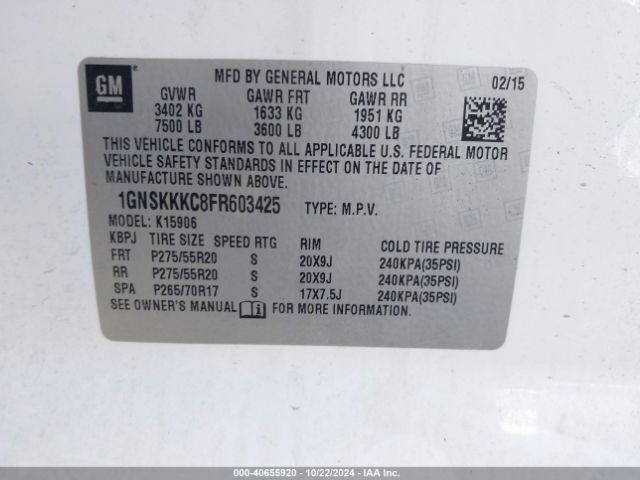 GM
MFD BY GENERAL MOTORS LLC 02/15
GVWR GAWR FRT GAWR RR
3402 KG 1633 KG 1951 KG
7500 LB 3600 LB 4300 LB
THIS VEHICLE CONFORMS TO ALL APPLICABLE U.S. FEDERAL MOTOR
VEHICLE SAFETY STANDARDS IN EFFECT ON THE DATE OF
MANUFACTURE SHOWN ABOVE.
1GNSKKKC8FR603425 TYPE: M.P.V.
MODEL: K15906
KBPJ TIRE SIZE SPEED RTG RIM COLD TIRE PRESSURE
FRT P275/55R20 S 20X9J 240KPA(35PSI)
RR P275/55R20 S 20X9J 240KPA(35PSI)
SPA P265/70R17 S 17X7.5J 240KPA(35PSI)
SEE OWNER'S MANUAL FOR MORE INFORMATION.
000-40655920 - 10/22/2024 - IAA Inc.